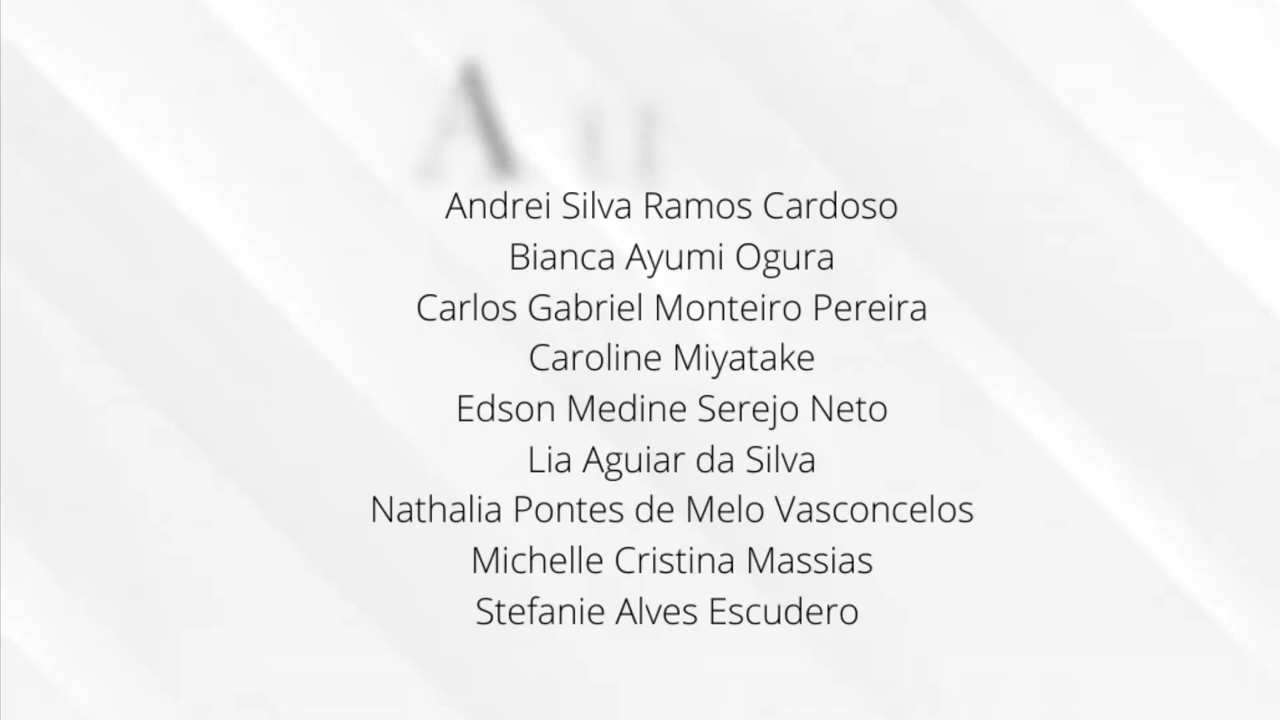 Andrei Silva Ramos Cardoso
Bianca Ayumi Ogura
Carlos Gabriel Monteiro Pereira
Caroline Miyatake
Edson Medine Serejo Neto
Lia Aguiar da Silva
Nathalia Pontes de Melo Vasconcelos
Michelle Cristina Massias
Stefanie Alves Escudero